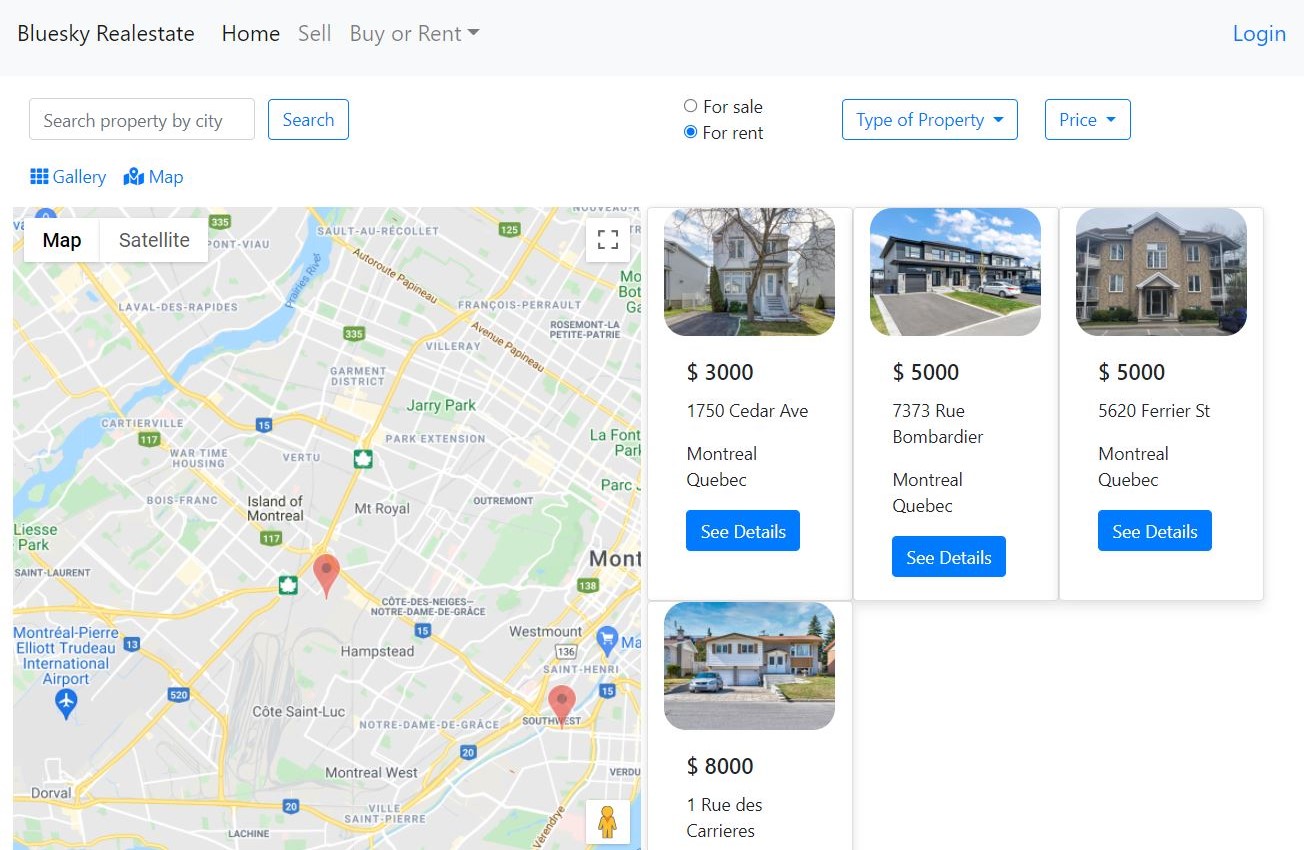 Bluesky Realestate Home Sell Buy or Rent Login
Search property by city Search
For sale
For rent
Type of Property Price
Gallery Map
Map Satellite
335
PONT-VIAU
SAULT-AU-RÉCOLLET
125
Prairies River
Autoroute Papineau
LAVAL-DES-RAPIDES
FRANÇOIS-PERRAULT
335
Avenue Papineau
ROSEMONT-LA
PETITE-PATRIE
VILLERAY
GARMENT
DISTRICT
Jarry Park
CARTIERVILLE
15
117
PARK EXTENSION
WAR TIME
HOUSING
VERTU
La Font
Park
BOIS-FRANC
Island of
Montreal
Mt Royal
OUTREMONT
Parc
Liesse
Park
117
SAINT-LAURENT
Mont
138
CÔTE-DES-NEIGES–
NOTRE-DAME-DE-GRÂCE
15
Westmount
Montréal-Pierre
Elliott Trudeau
International
Airport
13
Hampstead
136
Ma
SAINT-HENRI
15
520
Côte Saint-Luc
NOTRE-DAME-DE-GRÂCE
SOUTHWEST
20
Montreal West
VERDU
Dorval
20
VILLE
SAINT-PIERRE
LACHINE
Vérendrye
$ 3000
1750 Cedar Ave
Montreal
Quebec
See Details
$ 5000
7373 Rue
Bombardier
Montreal
Quebec
See Details
$ 5000
5620 Ferrier St
Montreal
Quebec
See Details
$ 8000
1 Rue des
Carrieres